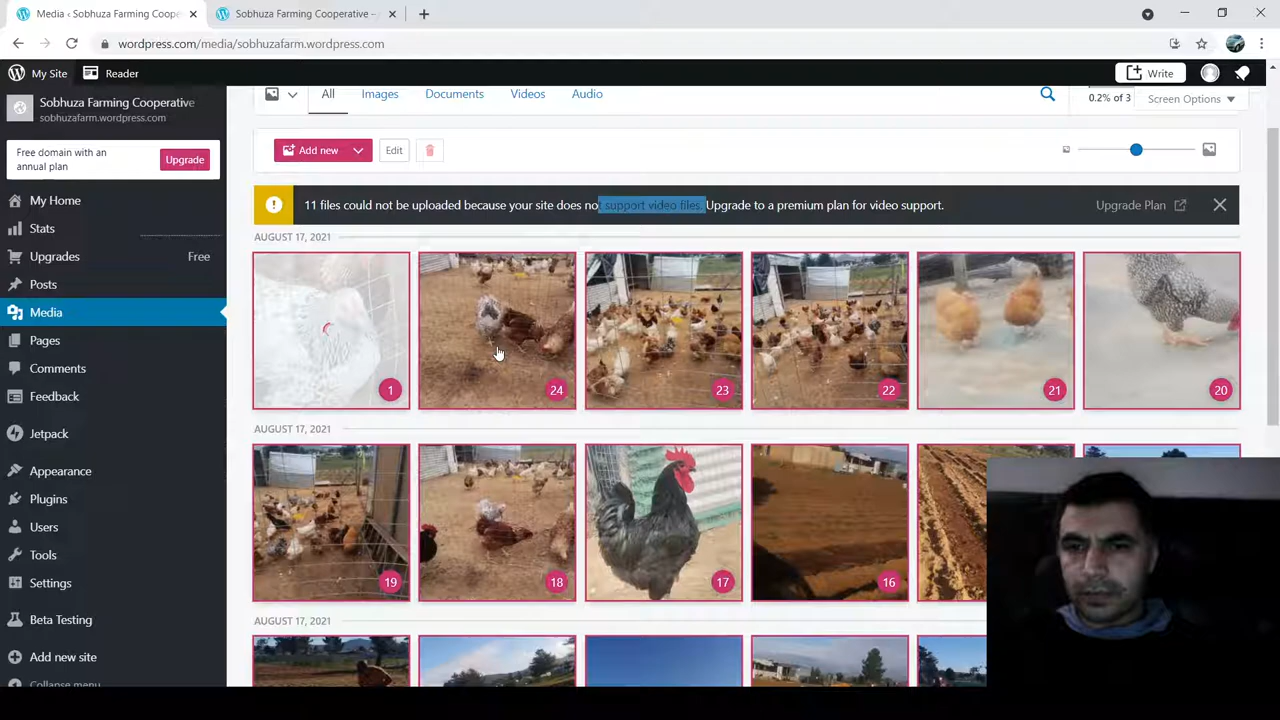 Media ‹ Sobhuza Farming Cooper
Sobhuza Farming Cooperative –
wordpress.com/media/sobhuzafarm.wordpress.com
My Site
Reader
Write
Sobhuza Farming Cooperative
sobhuzafarm.wordpress.com
Free domain with an
annual plan
Upgrade
My Home
Stats
Upgrades
Free
Posts
Media
Pages
Comments
Feedback
Jetpack
Appearance
Plugins
Users
Tools
Settings
Beta Testing
Add new site
Collapse menu
All
Images
Documents
Videos
Audio
0.2% of 3
Screen Options
Add new
Edit
11 files could not be uploaded because your site does not support video files. Upgrade to a premium plan for video support.
Upgrade Plan
AUGUST 17, 2021
1
24
23
22
21
20
AUGUST 17, 2021
19
18
17
16
AUGUST 17, 2021